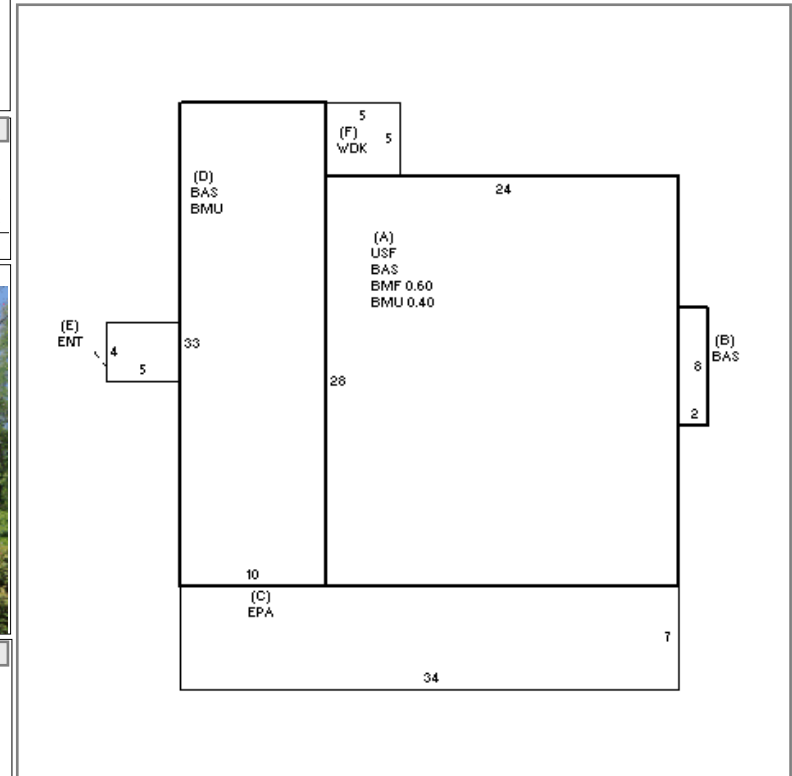 5
(F)
WDK
5
(D)
BAS
BMU
24
(A)
USF
BAS
BMF 0.60
BMU 0.40
(E)
ENT
4
5
33
(B)
BAS
8
2
28
10
(C)
EPA
7
34